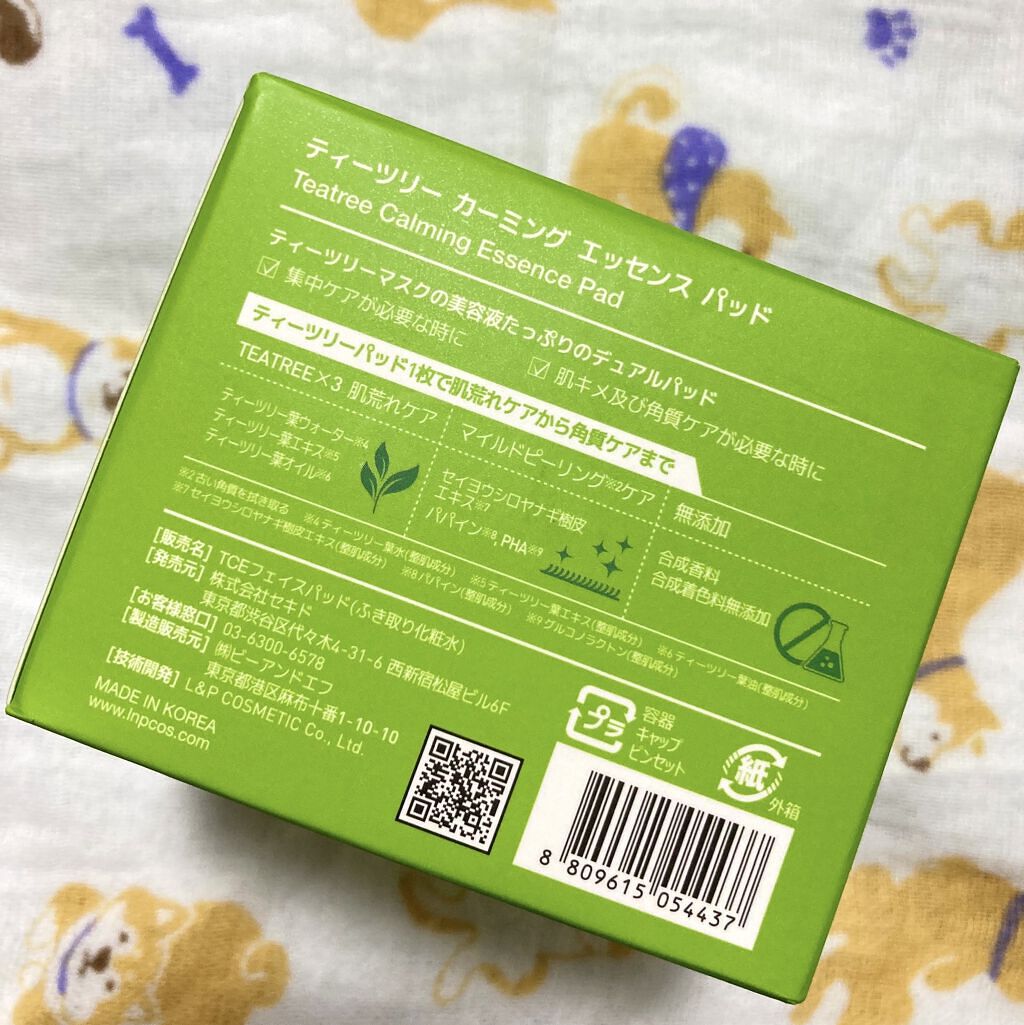 ティーツリー カーミング エッセンス パッド
Teatree Calming Essence Pad
ティーツリーマスクの美容液たっぷりのデュアルパッド
集中ケアが必要な時に
肌キメ及び角質ケアが必要な時に
ティーツリーパッド1枚で肌荒れケアから角質ケアまで
TEATREE×3 肌荒れケア
ティーツリー葉ウォーター※4
ティーツリー葉エキス※5
ティーツリー葉オイル※6
マイルドピーリング※2ケア
セイヨウシロヤナギ樹皮
エキス※7
パパイン※8, PHA※9
無添加
合成香料
合成着色料無添加
※2 古い角質を拭き取る ※4 ティーツリー葉水(整肌成分) ※5 ティーツリー葉エキス(整肌成分) ※6 ティーツリー葉油(整肌成分)
※7 セイヨウシロヤナギ樹皮エキス(整肌成分) ※8 パパイン(整肌成分) ※9 グルコノラクトン(整肌成分)
[販売名] TCEフェイスパッド(ふき取り化粧水)
[発売元] 株式会社セキド
東京都渋谷区代々木4-31-6 西新宿松屋ビル6F
[お客様窓口] 03-6300-6578
[製造販売元] ㈱ピーアンドエフ
東京都港区麻布十番1-10-10
[技術開発] L&P COSMETIC Co., Ltd.
MADE IN KOREA
www.lnpcos.com
プラ
容器
キャップ
ピンセット
紙
外箱
8 809615 054437